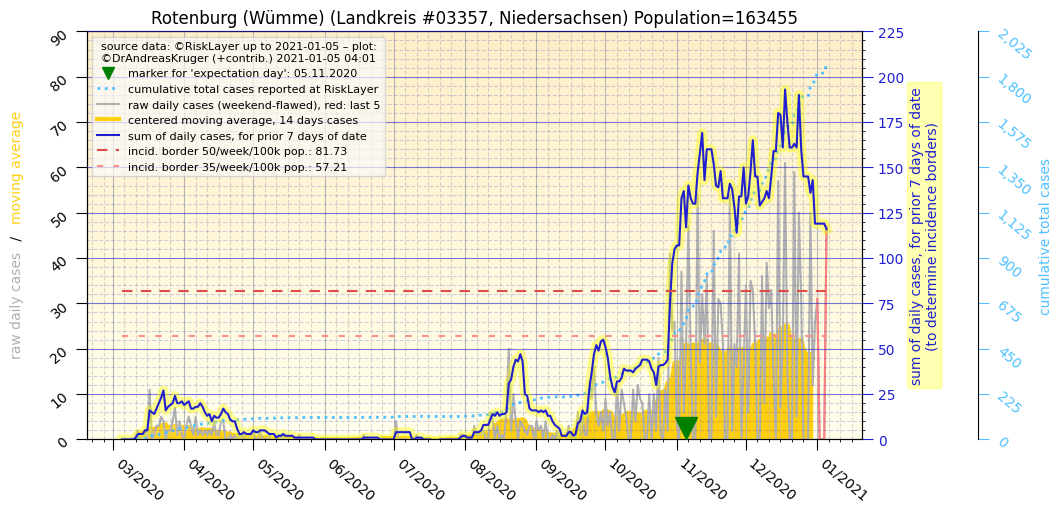 Rotenburg (Wümme) (Landkreis #03357, Niedersachsen) Population=163455
source data: ©RiskLayer up to 2021-01-05 – plot:
©DrAndreasKruger (+contrib.) 2021-01-05 04:01
marker for 'expectation day': 05.11.2020
cumulative total cases reported at RiskLayer
raw daily cases (weekend-flawed), red: last 5
centered moving average, 14 days cases
sum of daily cases, for prior 7 days of date
incid. border 50/week/100k pop.: 81.73
incid. border 35/week/100k pop.: 57.21
raw daily cases / moving average
90
80
70
60
50
40
30
20
10
0
225
200
175
150
125
100
75
50
25
0
sum of daily cases, for prior 7 days of date
(to determine incidence borders)
2,025
1,800
1,575
1,350
1,125
900
675
450
225
0
cumulative total cases
03/2020
04/2020
05/2020
06/2020
07/2020
08/2020
09/2020
10/2020
11/2020
12/2020
01/2021